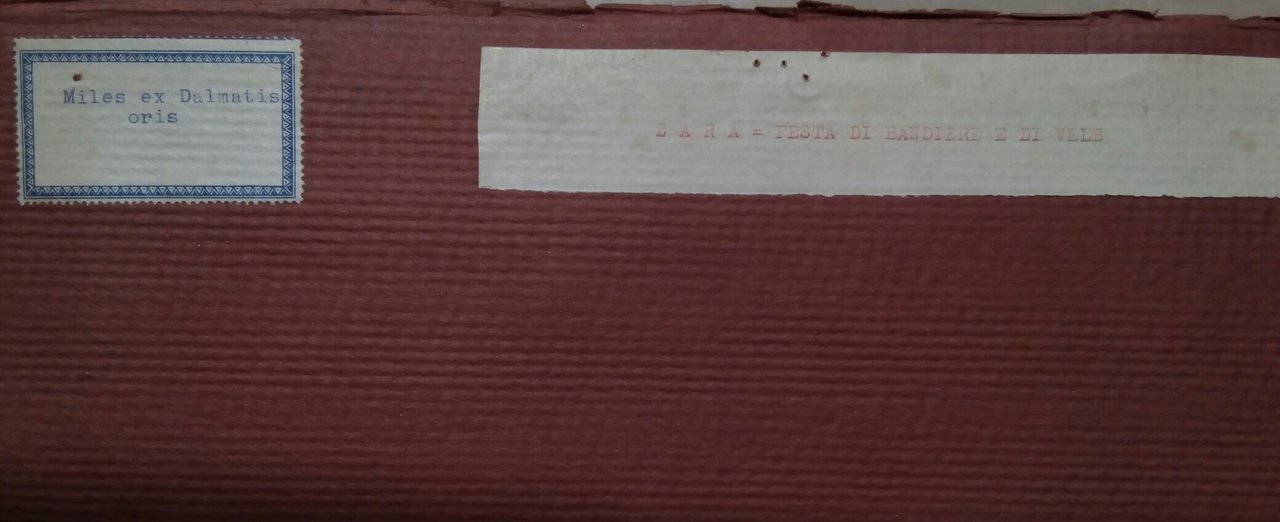 Miles ex Dalmatis
oris
Z A R A = FESTA DI BANDIERE E DI VELE